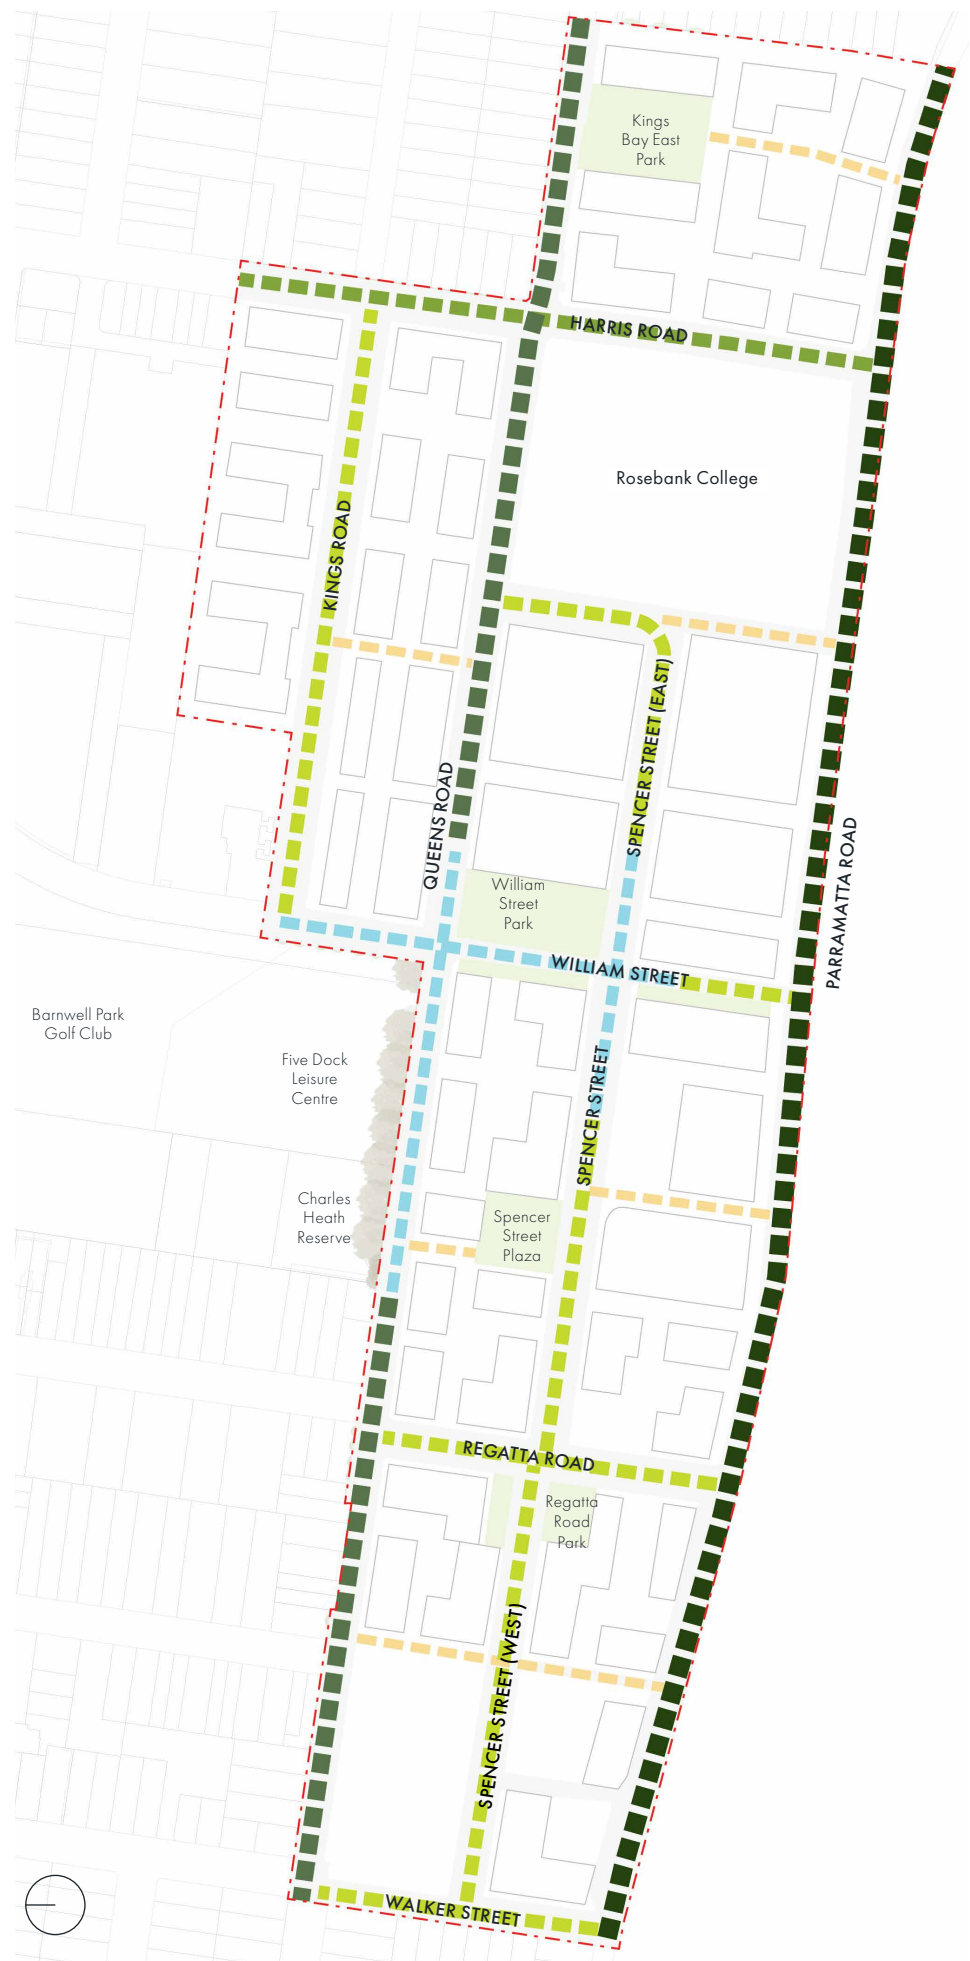 Kings
Bay East
Park
HARRIS ROAD
Rosebank College
KINGS ROAD
SPENCER STREET (EAST)
QUEENS ROAD
PARRAMATTA ROAD
William
Street
Park
WILLIAM STREET
Barnwell Park
Golf Club
Five Dock
Leisure
Centre
SPENCER STREET
Charles
Heath
Reserve
Spencer
Street
Plaza
REGATTA ROAD
Regatta
Road
Park
SPENCER STREET (WEST)
WALKER STREET